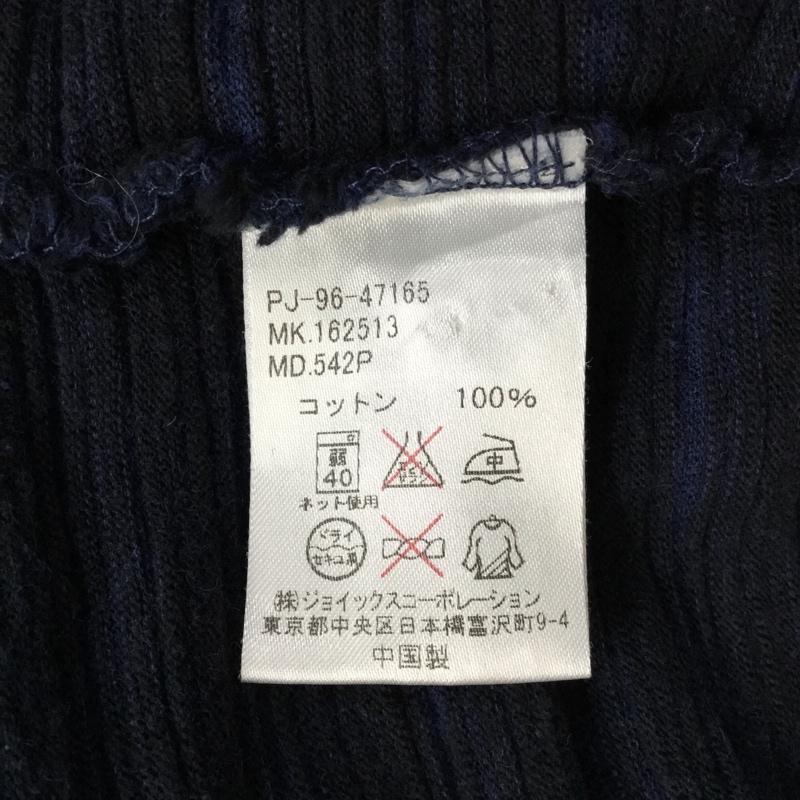 PJ-96-47165
MK.162513
MD.542P
コットン 100%
弱 中
40
ネット使用
ドライ
セキユ系
㈱ジョイックスコーポレーション
東京都中央区日本橋富沢町9-4
中国製